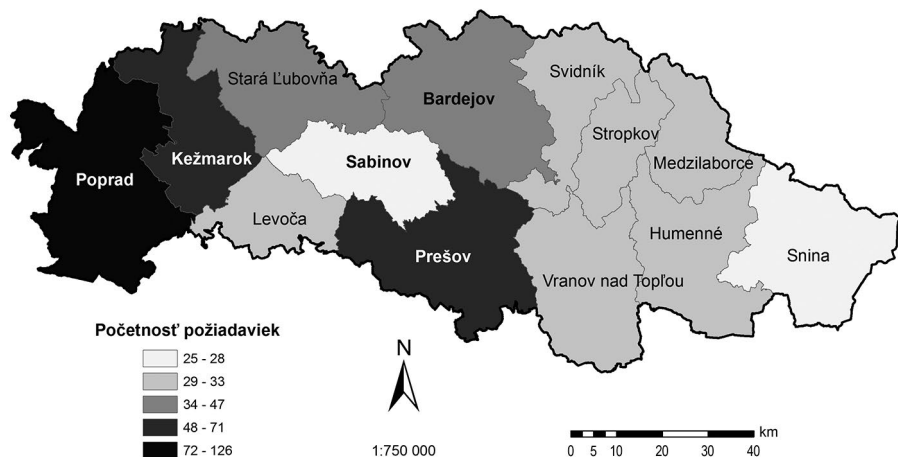 Svidník
Stará Ľubovňa
Bardejov
Stropkov
Kežmarok
Sabinov
Medzilaborce
Poprad
Levoča
Humenné
Prešov
Snina
Vranov nad Topľou
Početnosť požiadaviek
25 - 28
29 - 33
34 - 47
48 - 71
72 - 126
N
1:750 000
km
0 5 10 20 30 40